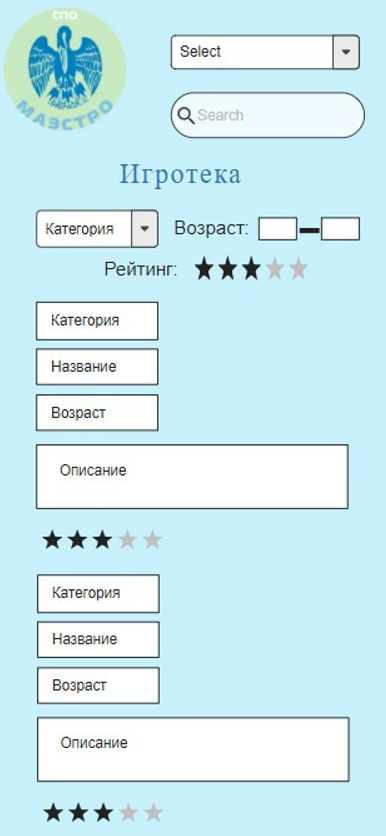 СПО
МАЭСТРО
Select
Search
Игротека
Категория
Возраст:
Рейтинг:
Категория
Название
Возраст
Описание
Категория
Название
Возраст
Описание